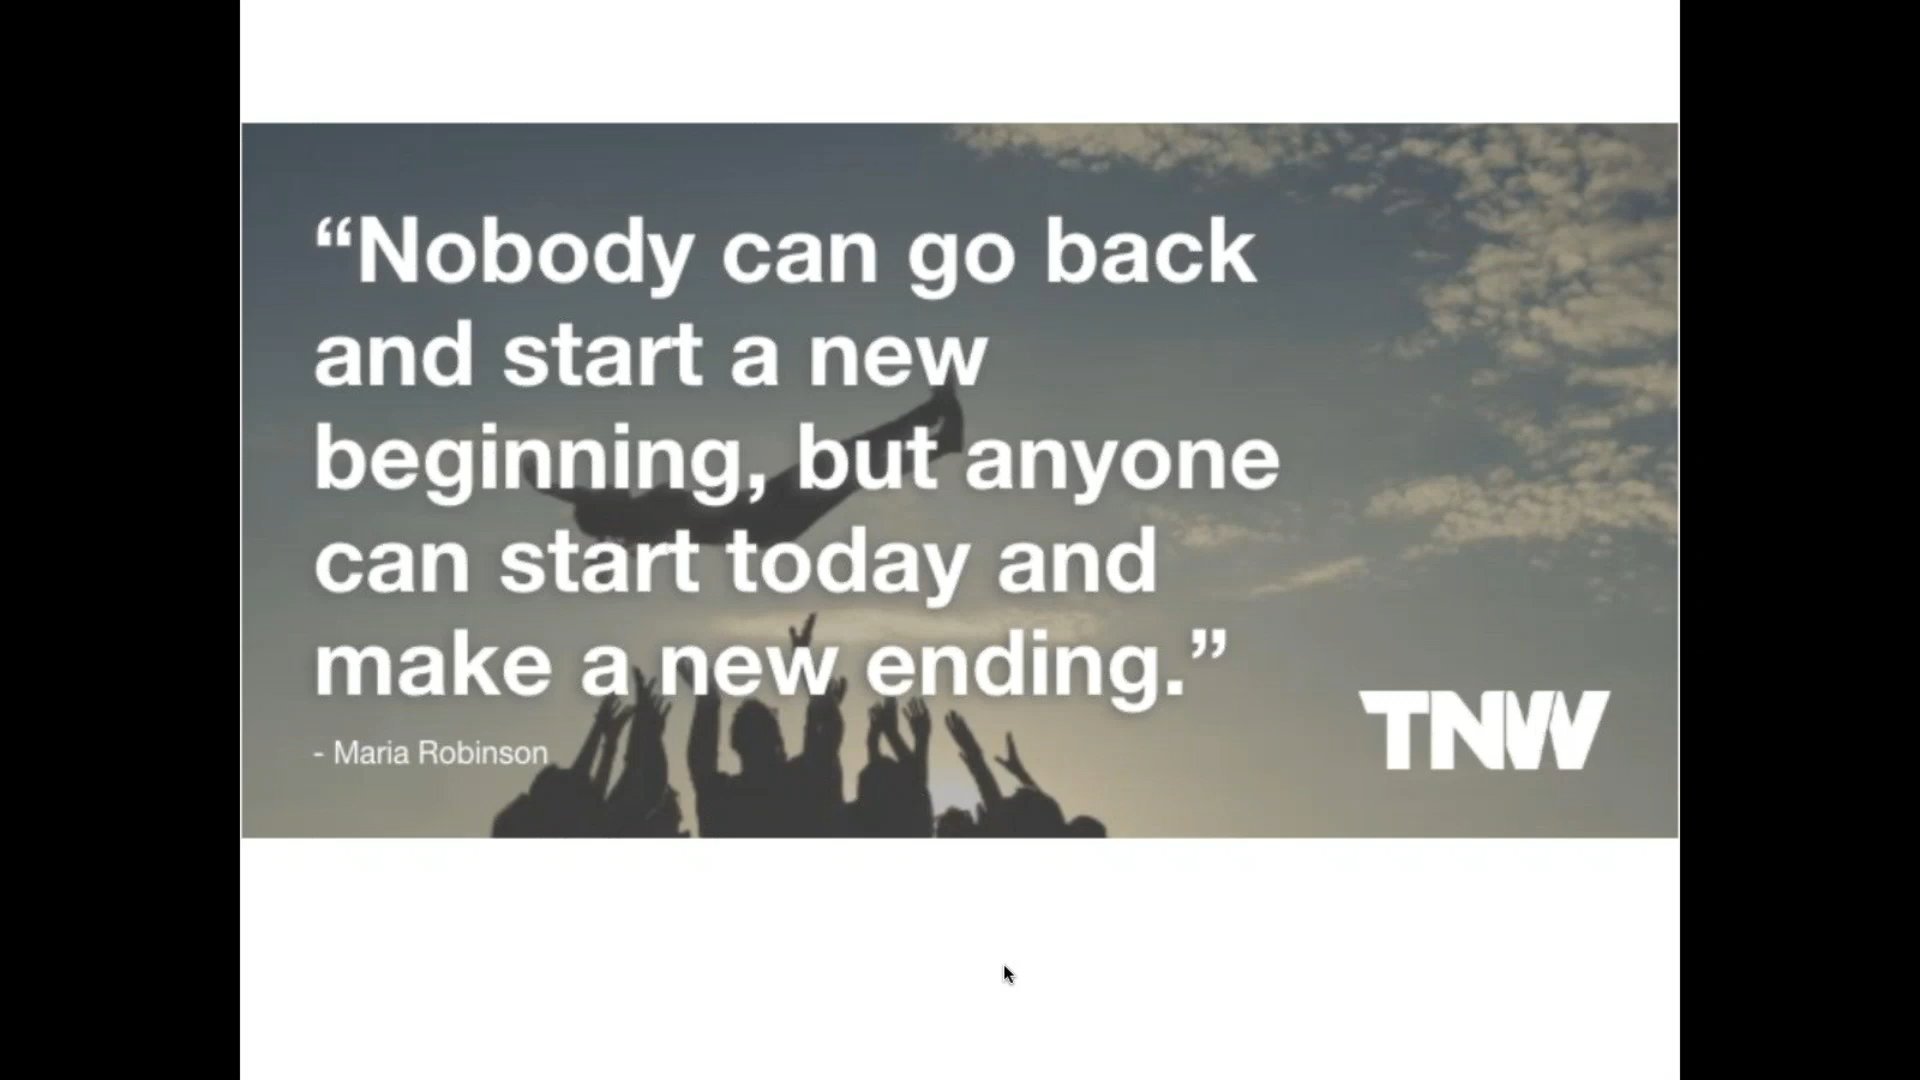 “Nobody can go back
and start a new
beginning, but anyone
can start today and
make a new ending.”
- Maria Robinson
TNW